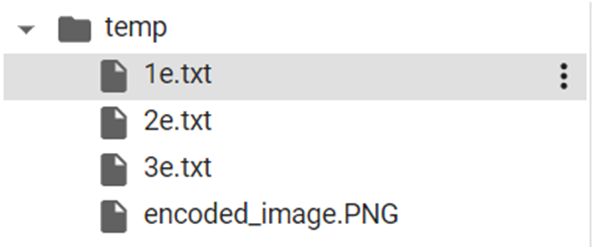 temp
1e.txt
2e.txt
3e.txt
encoded_image.PNG